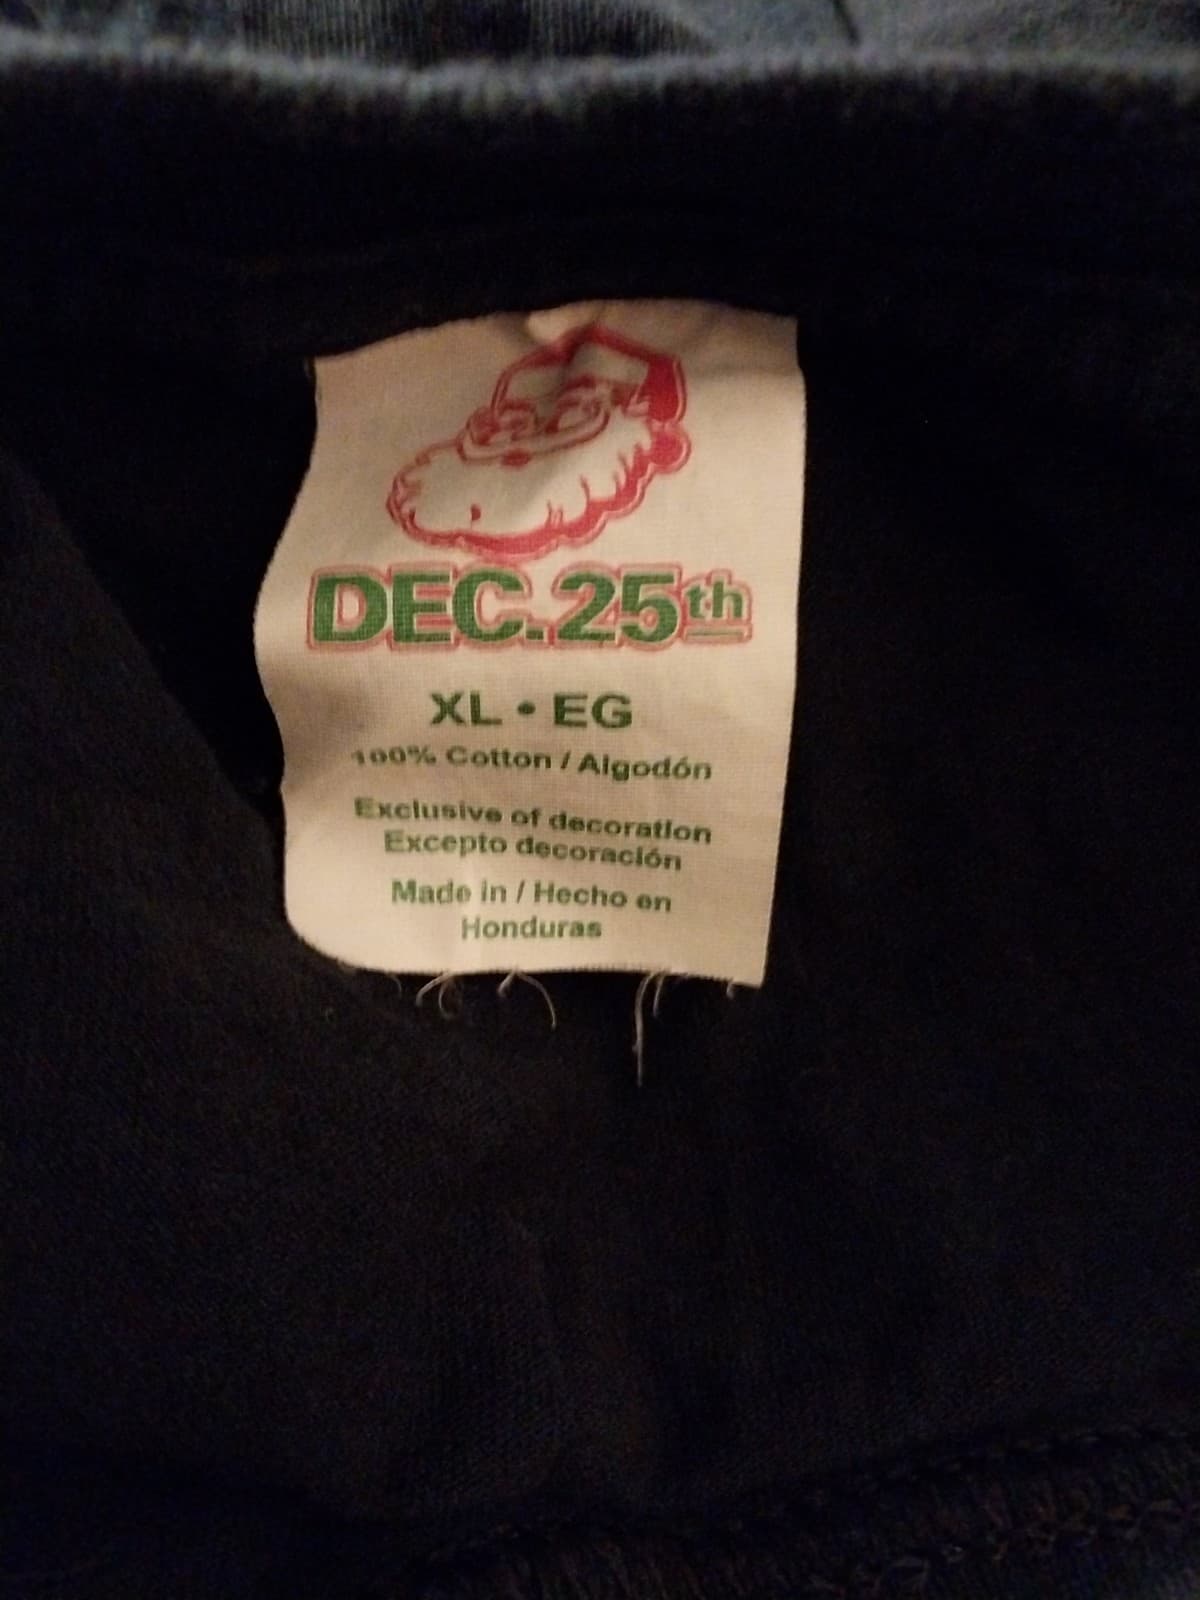 DEC.25th
XL • EG
100% Cotton / Algodón
Exclusive of decoration
Excepto decoración
Made in / Hecho en
Honduras